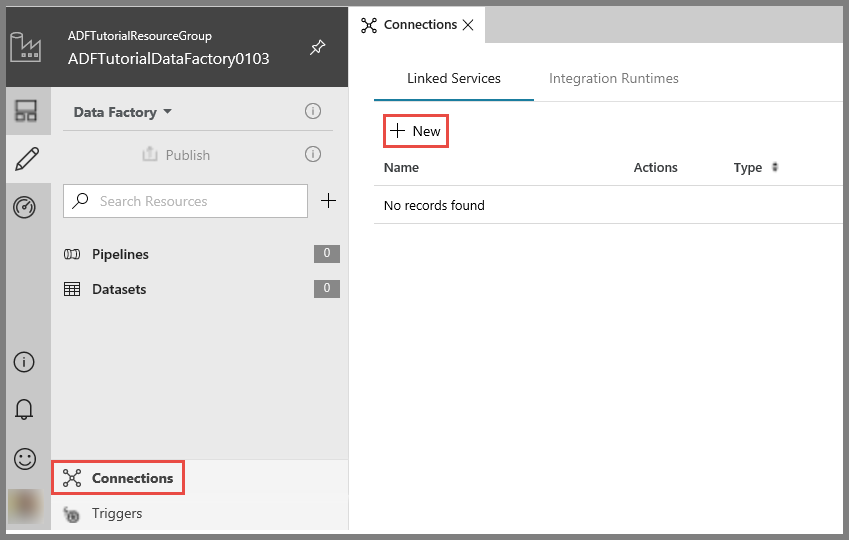 ADFTutorialResourceGroup
ADFTutorialDataFactory0103
Data Factory
Publish
Search Resources
Pipelines 0
Datasets 0
Connections
Triggers
Connections
Linked Services Integration Runtimes
New
Name Actions Type
No records found